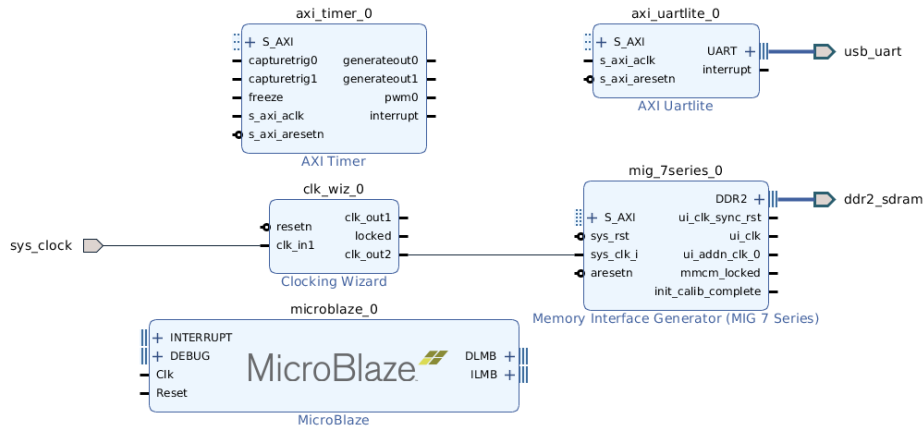 axi_timer_0
S_AXI
capturetrig0
capturetrig1
freeze
s_axi_aclk
s_axi_aresetn
generateout0
generateout1
pwm0
interrupt
AXI Timer
axi_uartlite_0
S_AXI
s_axi_aclk
s_axi_aresetn
UART
interrupt
AXI Uartlite
usb_uart
sys_clock
clk_wiz_0
resetn
clk_in1
clk_out1
locked
clk_out2
Clocking Wizard
mig_7series_0
S_AXI
sys_rst
sys_clk_i
aresetn
DDR2
ui_clk_sync_rst
ui_clk
ui_addn_clk_0
mmcm_locked
init_calib_complete
Memory Interface Generator (MIG 7 Series)
ddr2_sdram
microblaze_0
INTERRUPT
DEBUG
Clk
Reset
MicroBlaze
DLMB
ILMB
MicroBlaze